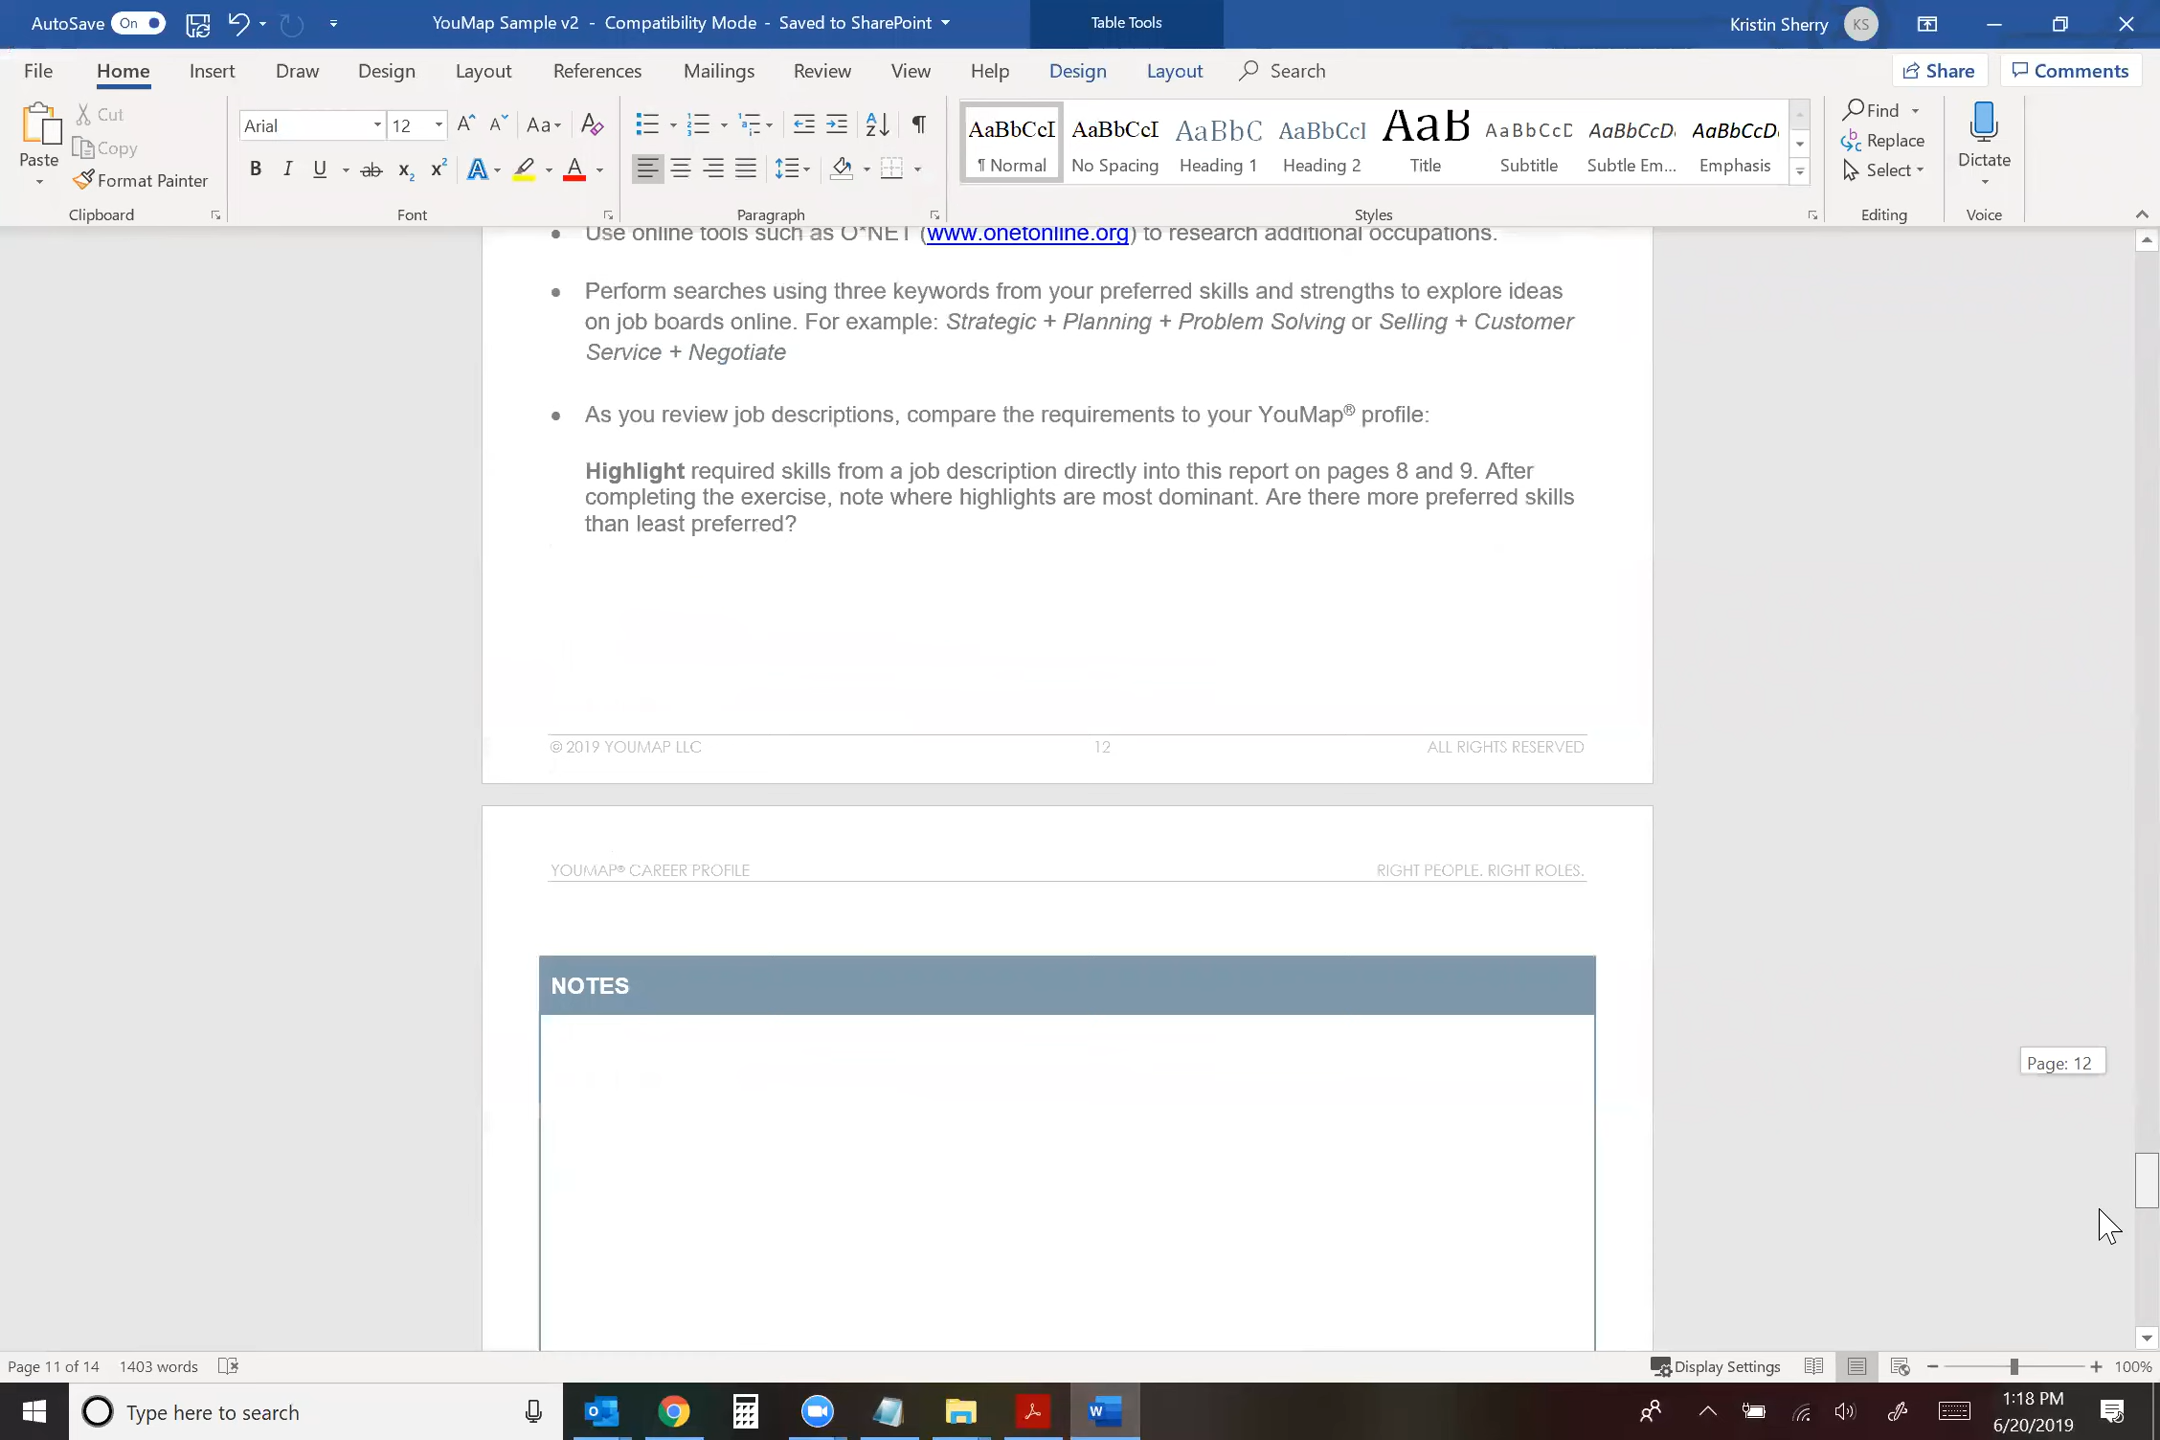 AutoSave On YouMap Sample v2 - Compatibility Mode - Saved to SharePoint Table Tools Kristin Sherry KS
File Home Insert Draw Design Layout References Mailings Review View Help Design Layout Search Share Comments
Paste
Cut
Copy
Format Painter
Clipboard
Arial 12
Font
Paragraph
AaBbCcI AaBbCcI AaBbC AaBbCcI AaB AaBbCcD AaBbCcD AaBbCcD
¶ Normal No Spacing Heading 1 Heading 2 Title Subtitle Subtle Em... Emphasis
Styles
Find
Replace
Select
Editing
Dictate
Voice
• Use online tools such as O*NET (www.onetonline.org) to research additional occupations.
• Perform searches using three keywords from your preferred skills and strengths to explore ideas
on job boards online. For example: Strategic + Planning + Problem Solving or Selling + Customer
Service + Negotiate
• As you review job descriptions, compare the requirements to your YouMap® profile:
Highlight required skills from a job description directly into this report on pages 8 and 9. After
completing the exercise, note where highlights are most dominant. Are there more preferred skills
than least preferred?
© 2019 YOUMAP LLC 12 ALL RIGHTS RESERVED
YOUMAP® CAREER PROFILE RIGHT PEOPLE. RIGHT ROLES.
NOTES
Page: 12
Page 11 of 14 1403 words Display Settings 100%
Type here to search
1:18 PM
6/20/2019